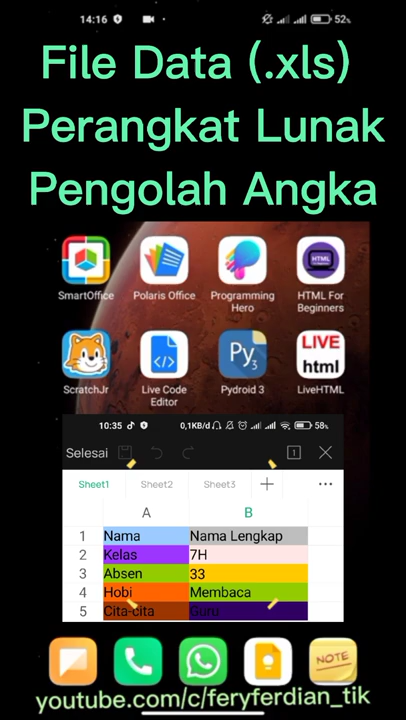 14:16
52%
File Data (.xls)
Perangkat Lunak
Pengolah Angka
SmartOffice
Polaris Office
Programming Hero
HTML
HTML For Beginners
ScratchJr
</>
Live Code Editor
Py3
Pydroid 3
LIVE html
LiveHTML
10:35
0,1KB/d
58%
Selesai
1
Sheet1 Sheet2 Sheet3 +
A B
1 Nama Nama Lengkap
2 Kelas 7H
3 Absen 33
4 Hobi Membaca
5 Cita-cita Guru
NOTE
youtube.com/c/feryferdian_tik